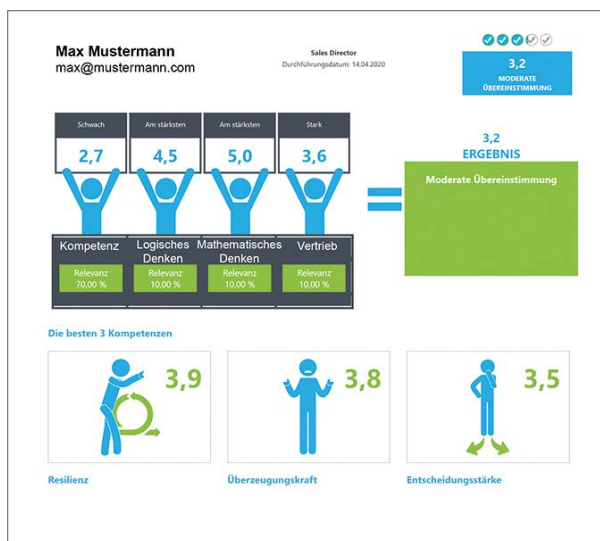 Max Mustermann
max@mustermann.com
Sales Director
Durchführungsdatum: 14.04.2020
3,2
MODERATE
ÜBEREINSTIMMUNG
Schwach
Am stärksten
Am stärksten
Stark
2,7
4,5
5,0
3,6
3,2
ERGEBNIS
Moderate Übereinstimmung
Kompetenz
Logisches
Denken
Mathematisches
Denken
Vertrieb
Relevanz
70,00 %
Relevanz
10,00 %
Relevanz
10,00 %
Relevanz
10,00 %
Die besten 3 Kompetenzen
3,9
3,8
3,5
Resilienz
Überzeugungskraft
Entscheidungsstärke